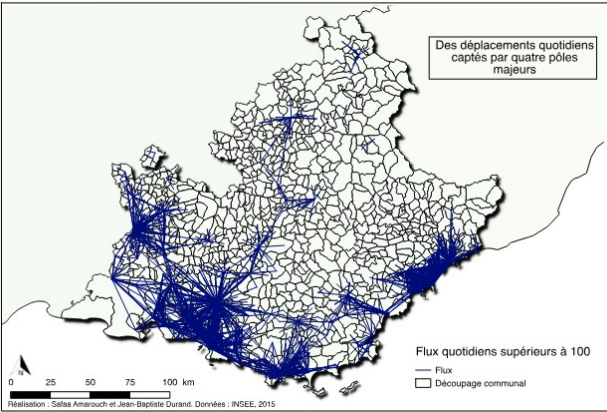 Des déplacements quotidiens
captés par quatre pôles
majeurs
Flux quotidiens supérieurs à 100
Flux
Découpage communal
N
0 25 50 75 100 km
Réalisation : Safaa Amarouch et Jean-Baptiste Durand. Données : INSEE, 2015